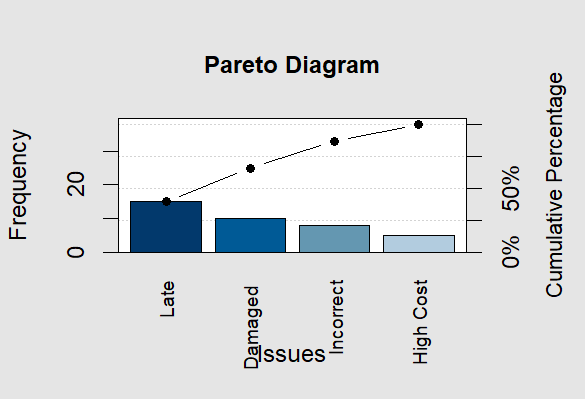 Pareto Diagram
Frequency
0
20
0%
50%
Cumulative Percentage
Late
Damaged
Incorrect
High Cost
Issues